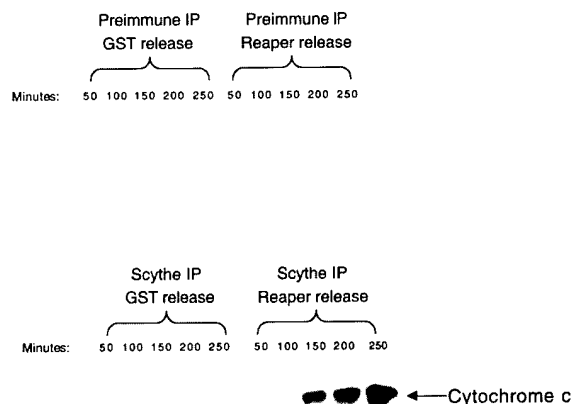 Preimmune IP Preimmune IP
GST release Reaper release
Minutes: 50 100 150 200 250 50 100 150 200 250
Scythe IP Scythe IP
GST release Reaper release
Minutes: 50 100 150 200 250 50 100 150 200 250
Cytochrome c